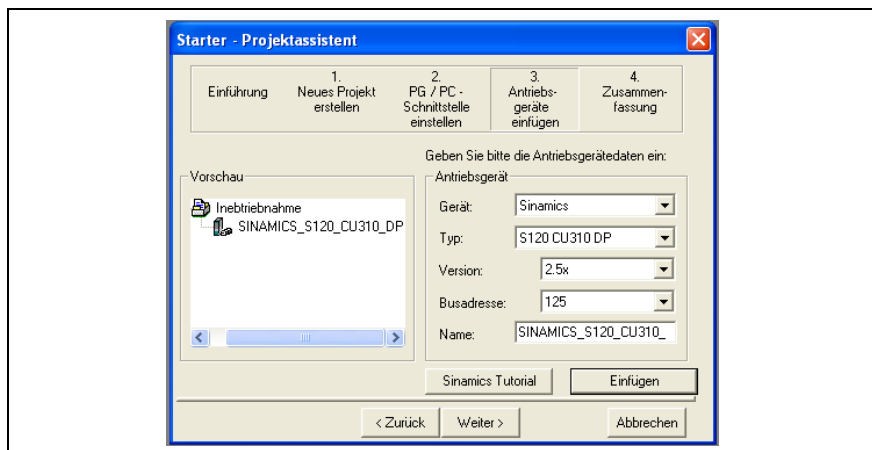 Starter - Projektassistent
Einführung
1.
Neues Projekt
erstellen
2.
PG / PC -
Schnittstelle
einstellen
3.
Antriebs-
geräte
einfügen
4.
Zusammen-
fassung
Geben Sie bitte die Antriebsgerätedaten ein:
Vorschau
Inebtriebnahme
SINAMICS_S120_CU310_DP
Antriebsgerät
Gerät: Sinamics
Typ: S120 CU310 DP
Version: 2.5x
Busadresse: 125
Name: SINAMICS_S120_CU310_
Sinamics Tutorial Einfügen
< Zurück Weiter > Abbrechen